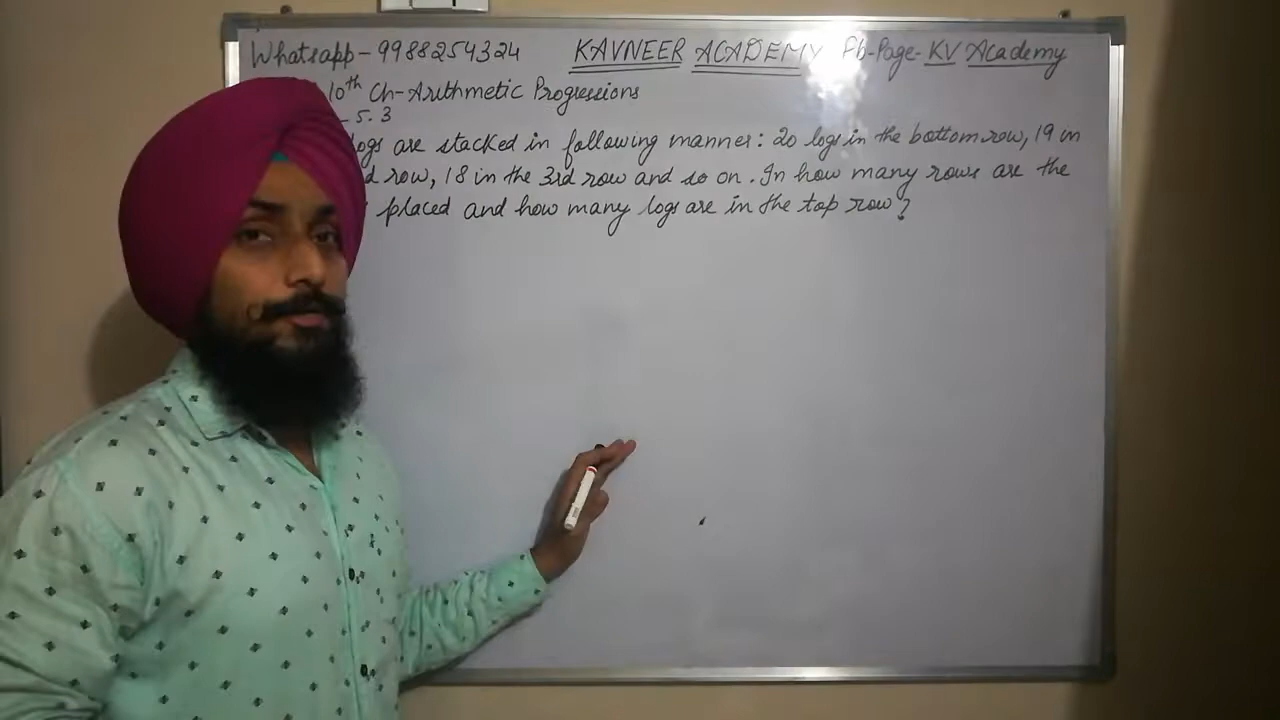 Whatsapp - 9988254324 KAVNEER ACADEMY Fb-Page- KV Academy
10th Ch-Arithmetic Progressions
- 5.3
logs are stacked in following manner: 20 logs in the bottom row, 19 in
row, 18 in the 3rd row and so on. In how many rows are the
placed and how many logs are in the top row?